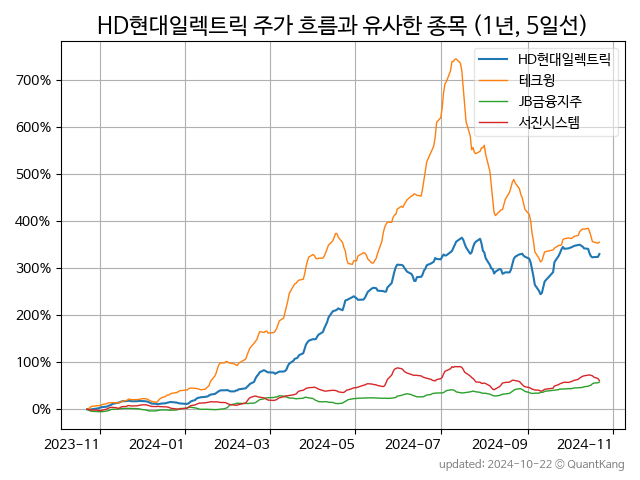 HD현대일렉트릭 주가 흐름과 유사한 종목 (1년, 5일선)
HD현대일렉트릭
테크윙
JB금융지주
서진시스템
700%
600%
500%
400%
300%
200%
100%
0%
2023-11 2024-01 2024-03 2024-05 2024-07 2024-09 2024-11
updated: 2024-10-22 @ QuantKang